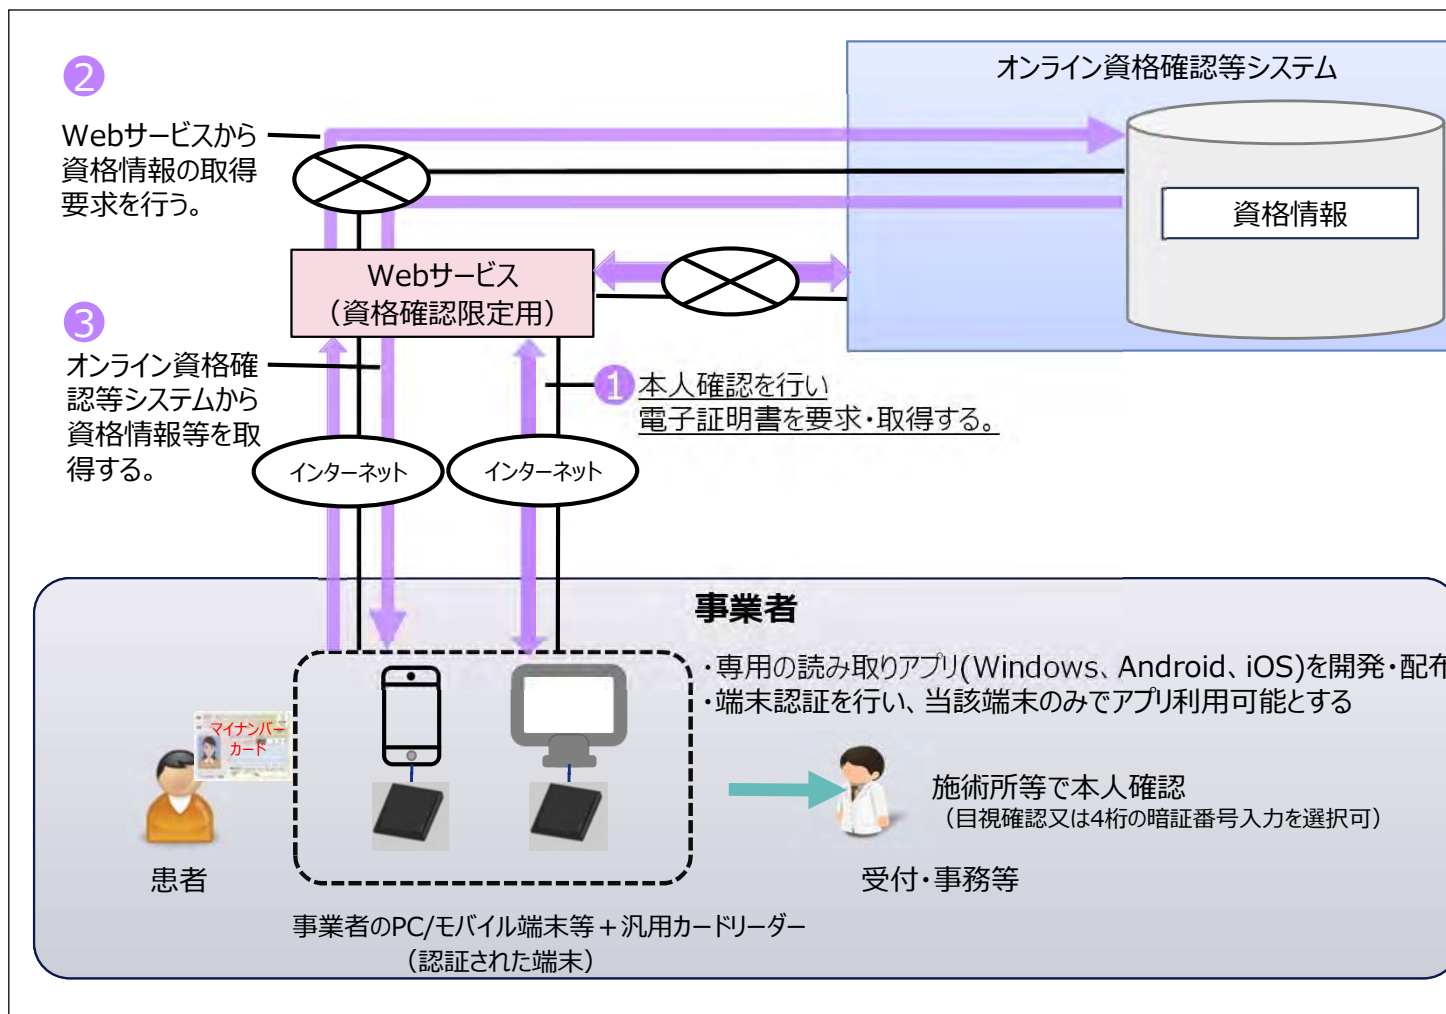 オンライン資格確認等システム
資格情報
2
Webサービスから
資格情報の取得
要求を行う。
Webサービス
（資格確認限定用）
3
オンライン資格確
認等システムから
資格情報等を取
得する。
1 本人確認を行い
電子証明書を要求・取得する。
インターネット
インターネット
事業者
・専用の読み取りアプリ(Windows、Android、iOS)を開発・配布
・端末認証を行い、当該端末のみでアプリ利用可能とする
マイナンバー
カード
患者
施術所等で本人確認
（目視確認又は4桁の暗証番号入力を選択可）
受付・事務等
事業者のPC/モバイル端末等＋汎用カードリーダー
（認証された端末）